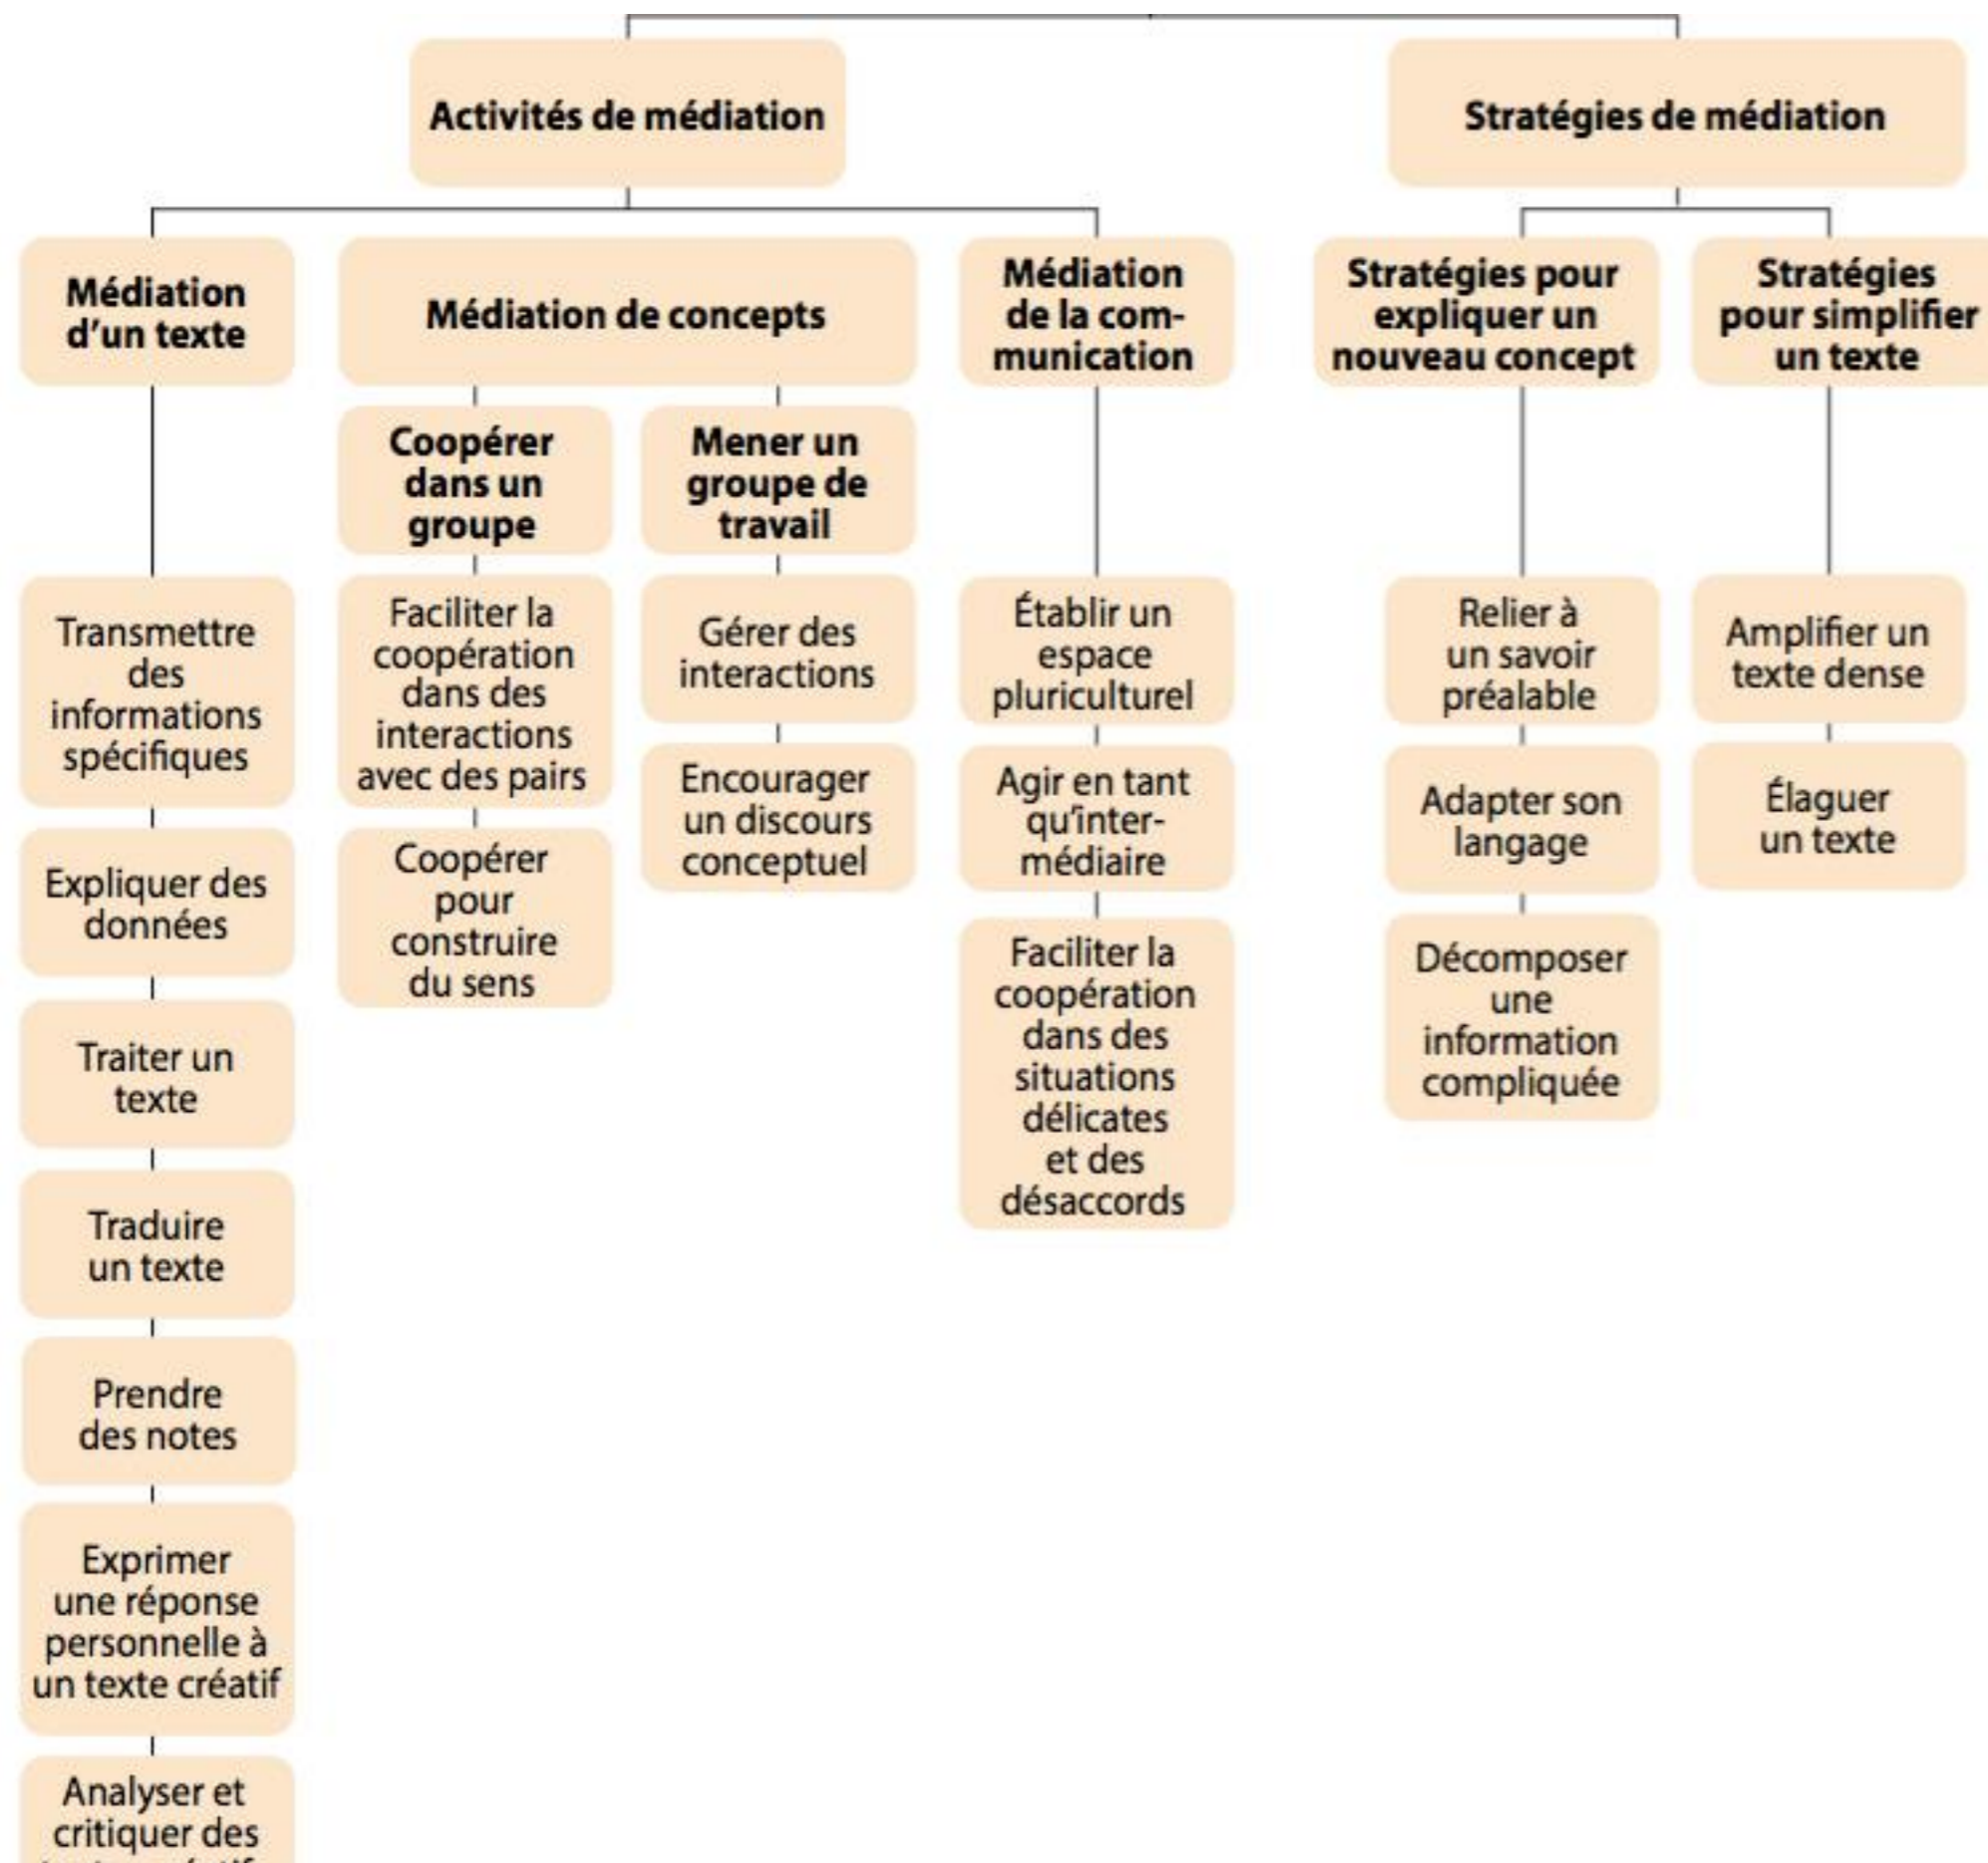 Activités de médiation
Stratégies de médiation
Médiation
d’un texte
Médiation de concepts
Médiation
de la com-
munication
Stratégies pour
expliquer un
nouveau concept
Stratégies
pour simplifier
un texte
Coopérer
dans un
groupe
Mener un
groupe de
travail
Transmettre
des
informations
spécifiques
Expliquer des
données
Traiter un
texte
Traduire
un texte
Prendre
des notes
Exprimer
une réponse
personnelle à
un texte créatif
Analyser et
critiquer des
Faciliter la
coopération
dans des
interactions
avec des pairs
Coopérer
pour
construire
du sens
Gérer des
interactions
Encourager
un discours
conceptuel
Établir un
espace
pluriculturel
Agir en tant
qu’inter-
médiaire
Faciliter la
coopération
dans des
situations
délicates
et des
désaccords
Relier à
un savoir
préalable
Adapter son
langage
Décomposer
une
information
compliquée
Amplifier un
texte dense
Élaguer
un texte